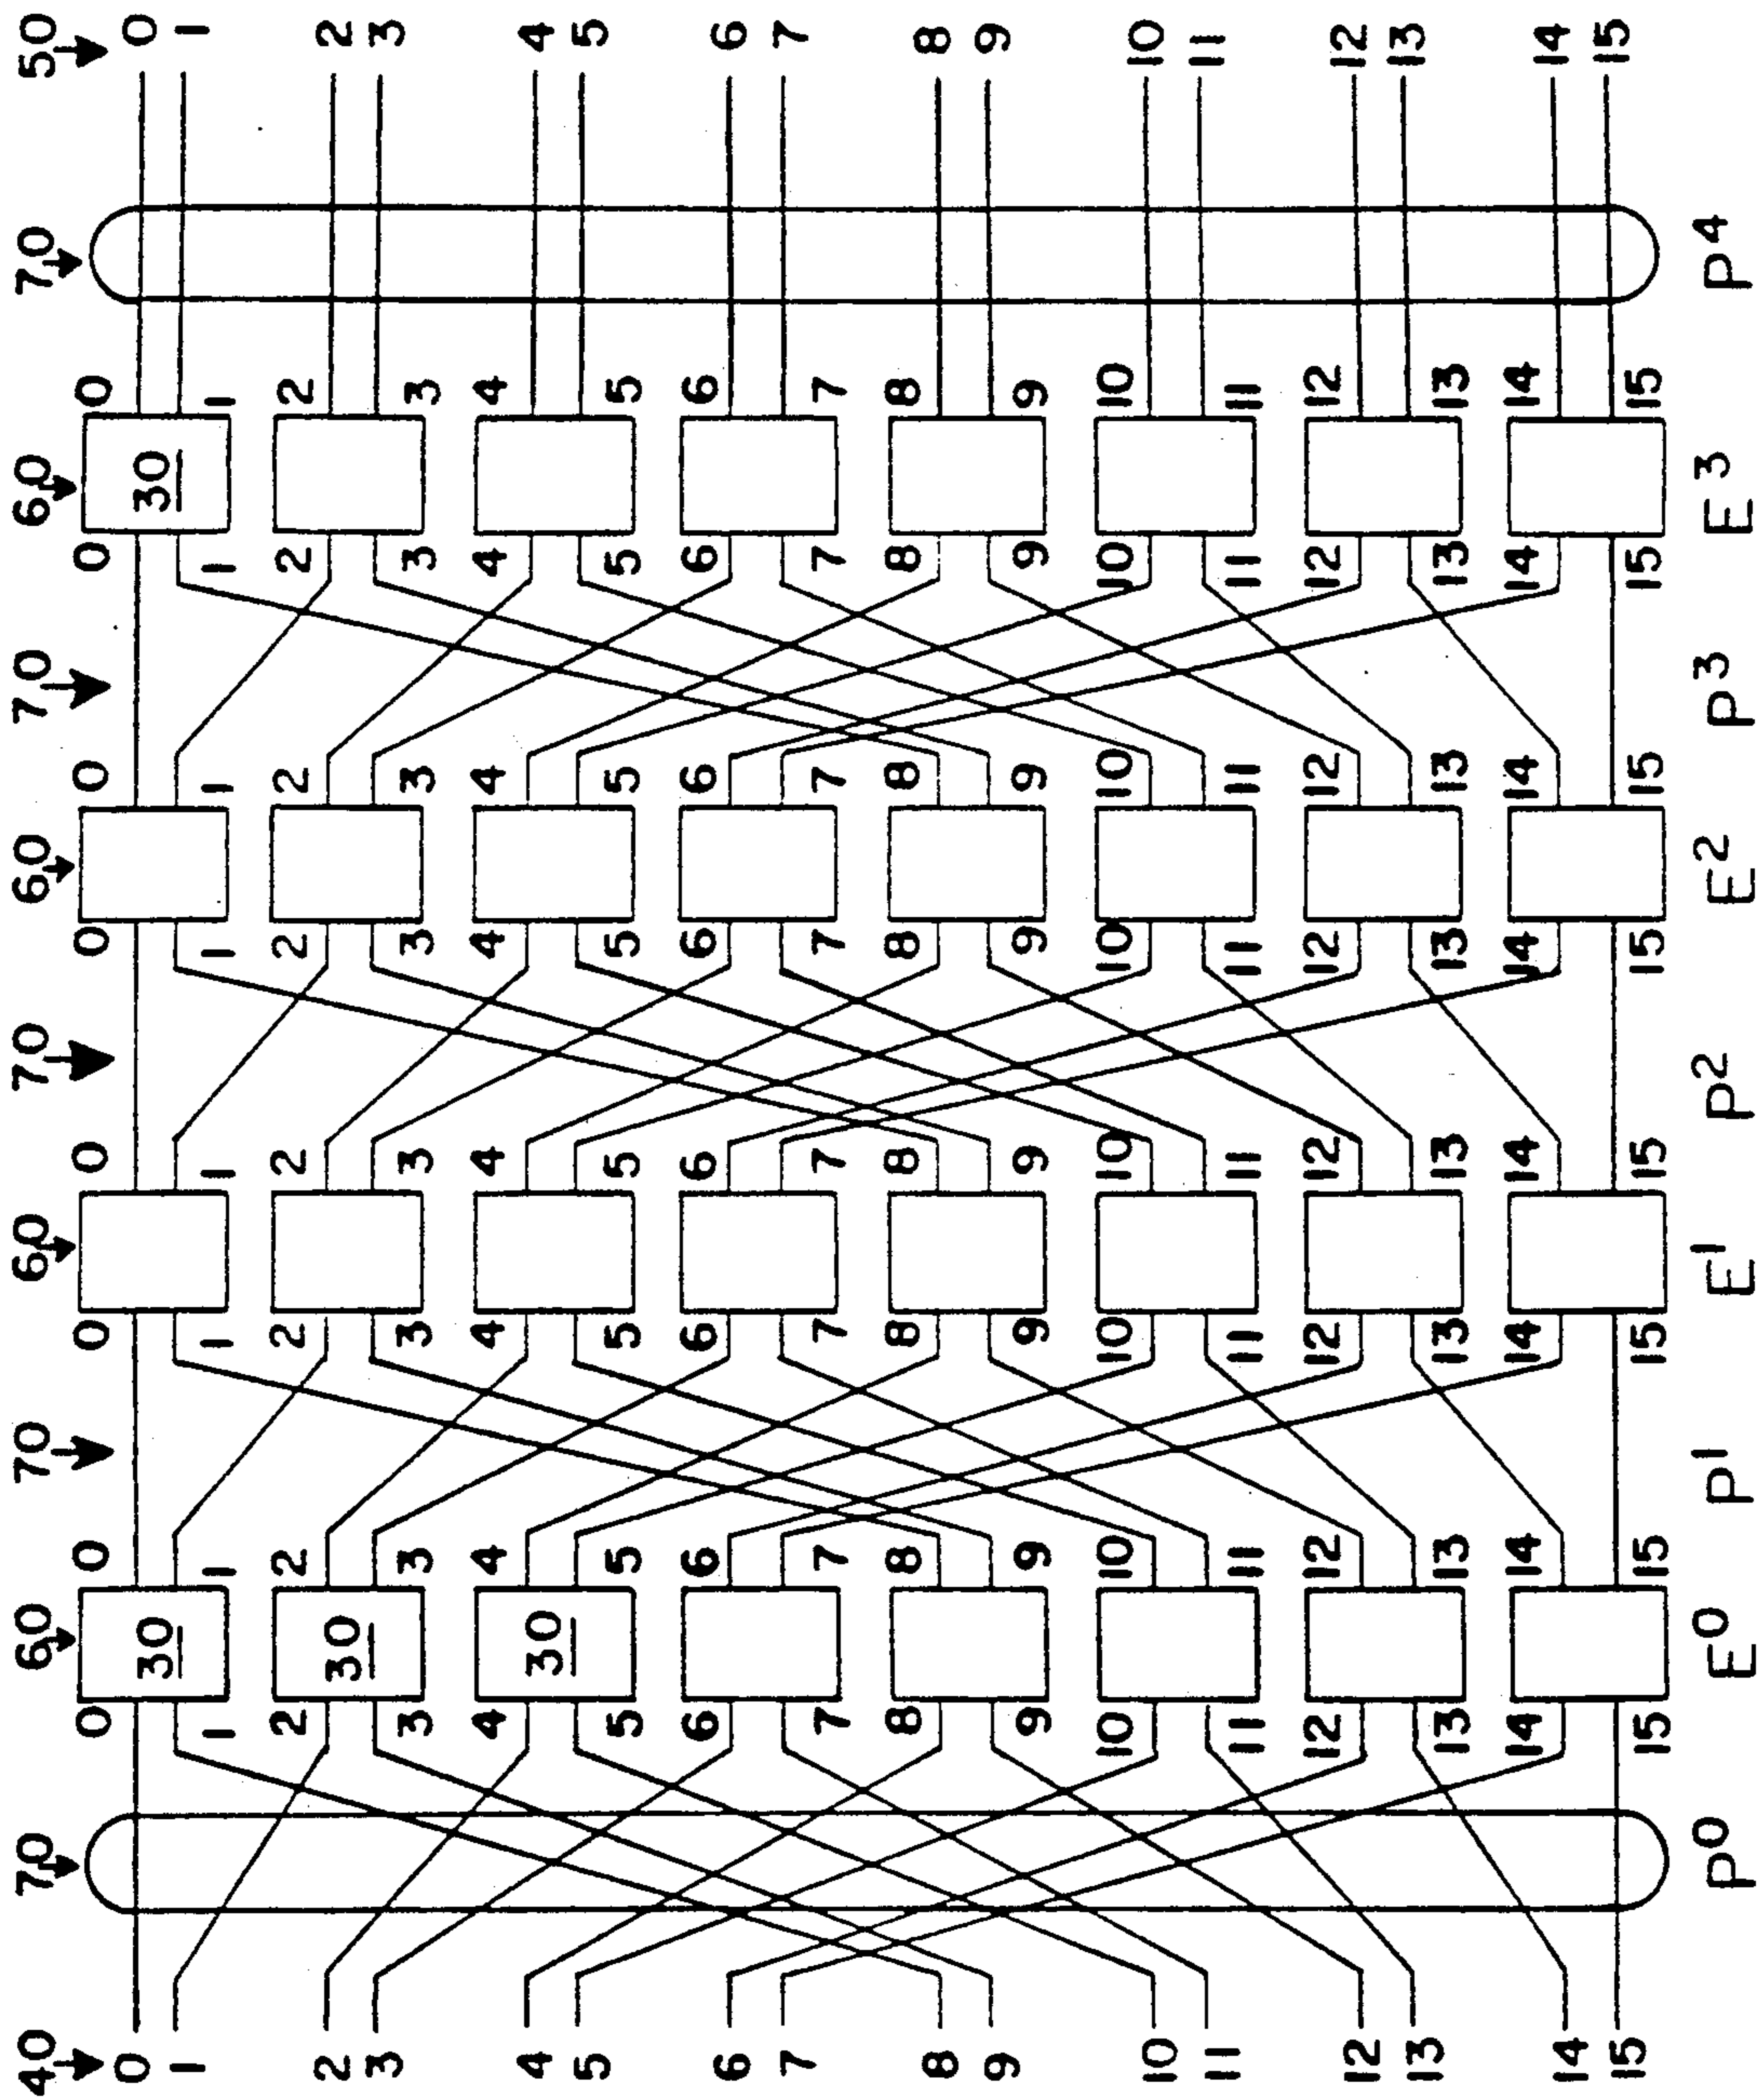 40 70 60 70 60 70 60 70 60 70 50
0 0 0 0 0 0 0 0 0 0
30 30
1 1 1 1 1 1 1 1 1 1
2 2 2 2 2 2 2 2 2 2
30
3 3 3 3 3 3 3 3 3 3
4 4 4 4 4 4 4 4 4 4
30
5 5 5 5 5 5 5 5 5 5
6 6 6 6 6 6 6 6 6 6
7 7 7 7 7 7 7 7 7 7
8 8 8 8 8 8 8 8 8 8
9 9 9 9 9 9 9 9 9 9
10 10 10 10 10 10 10 10 10 10
11 11 11 11 11 11 11 11 11 11
12 12 12 12 12 12 12 12 12 12
13 13 13 13 13 13 13 13 13 13
14 14 14 14 14 14 14 14 14 14
15 15 15 15 15 15 15 15 15 15
P⁰ E⁰ P¹ E¹ P² E² P³ E³ P⁴